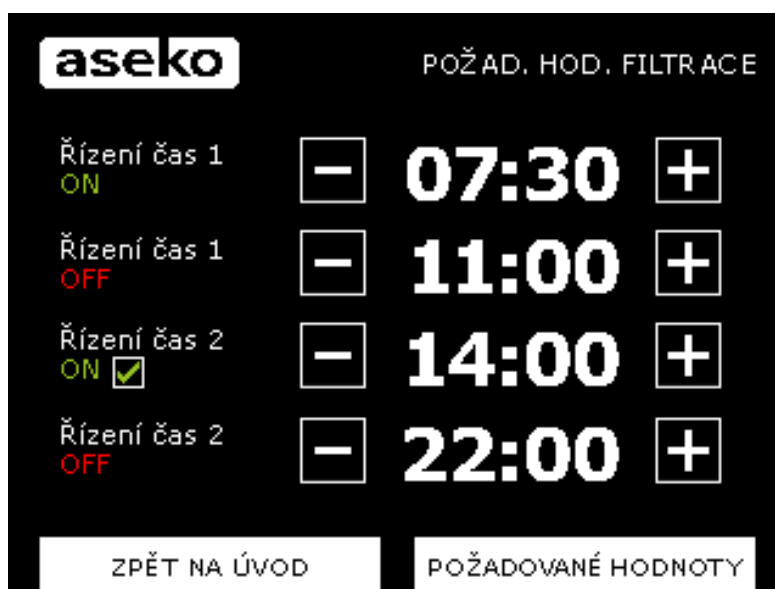 aseko
POŽAD. HOD. FILTRACE
Řízení čas 1
ON
− 07:30 +
Řízení čas 1
OFF
− 11:00 +
Řízení čas 2
ON
− 14:00 +
Řízení čas 2
OFF
− 22:00 +
ZPĚT NA ÚVOD
POŽADOVANÉ HODNOTY